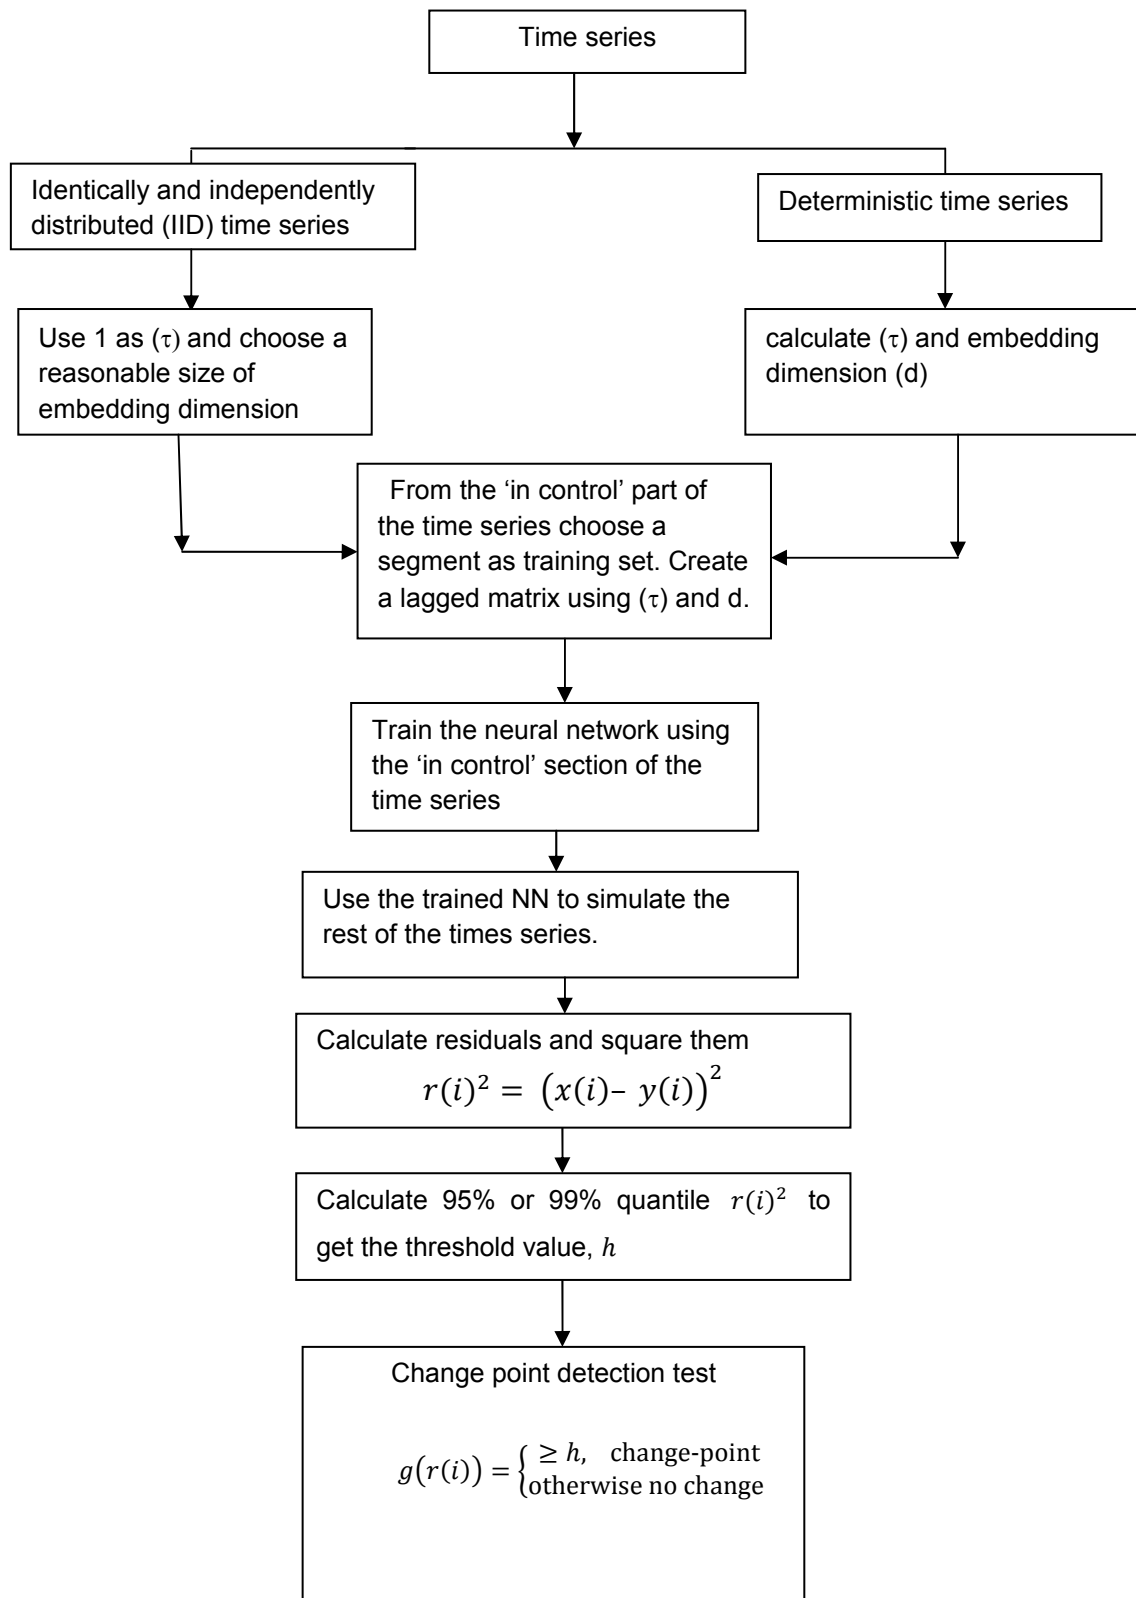 Time series
Identically and independently
distributed (IID) time series
Deterministic time series
Use 1 as (τ) and choose a
reasonable size of
embedding dimension
calculate (τ) and embedding
dimension (d)
From the ‘in control’ part of
the time series choose a
segment as training set. Create
a lagged matrix using (τ) and d.
Train the neural network using
the ‘in control’ section of the
time series
Use the trained NN to simulate the
rest of the times series.
Calculate residuals and square them
r(i)² = (x(i)– y(i))²
Calculate 95% or 99% quantile r(i)² to
get the threshold value, h
Change point detection test
g(r(i)) = { ≥ h, change-point
otherwise no change